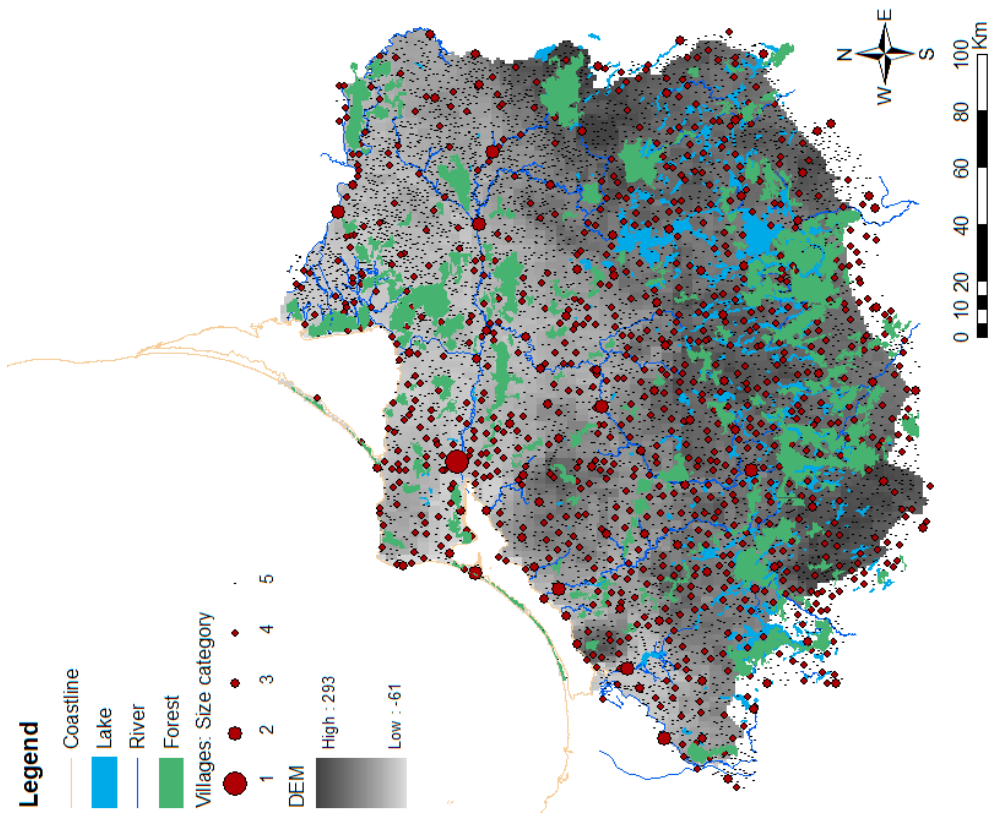 Legend
Coastline
Lake
River
Forest
Villages: Size category
1 2 3 4 5
DEM
High : 293
Low : -61
N
W E
S
0 10 20 40 60 80 100
Km